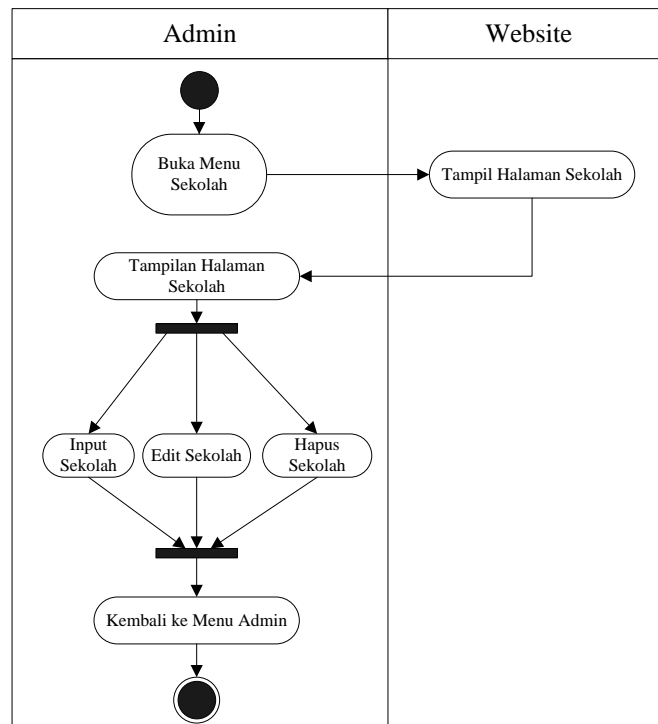 Admin
Website
Buka Menu
Sekolah
Tampil Halaman Sekolah
Tampilan Halaman
Sekolah
Input
Sekolah
Edit Sekolah
Hapus
Sekolah
Kembali ke Menu Admin